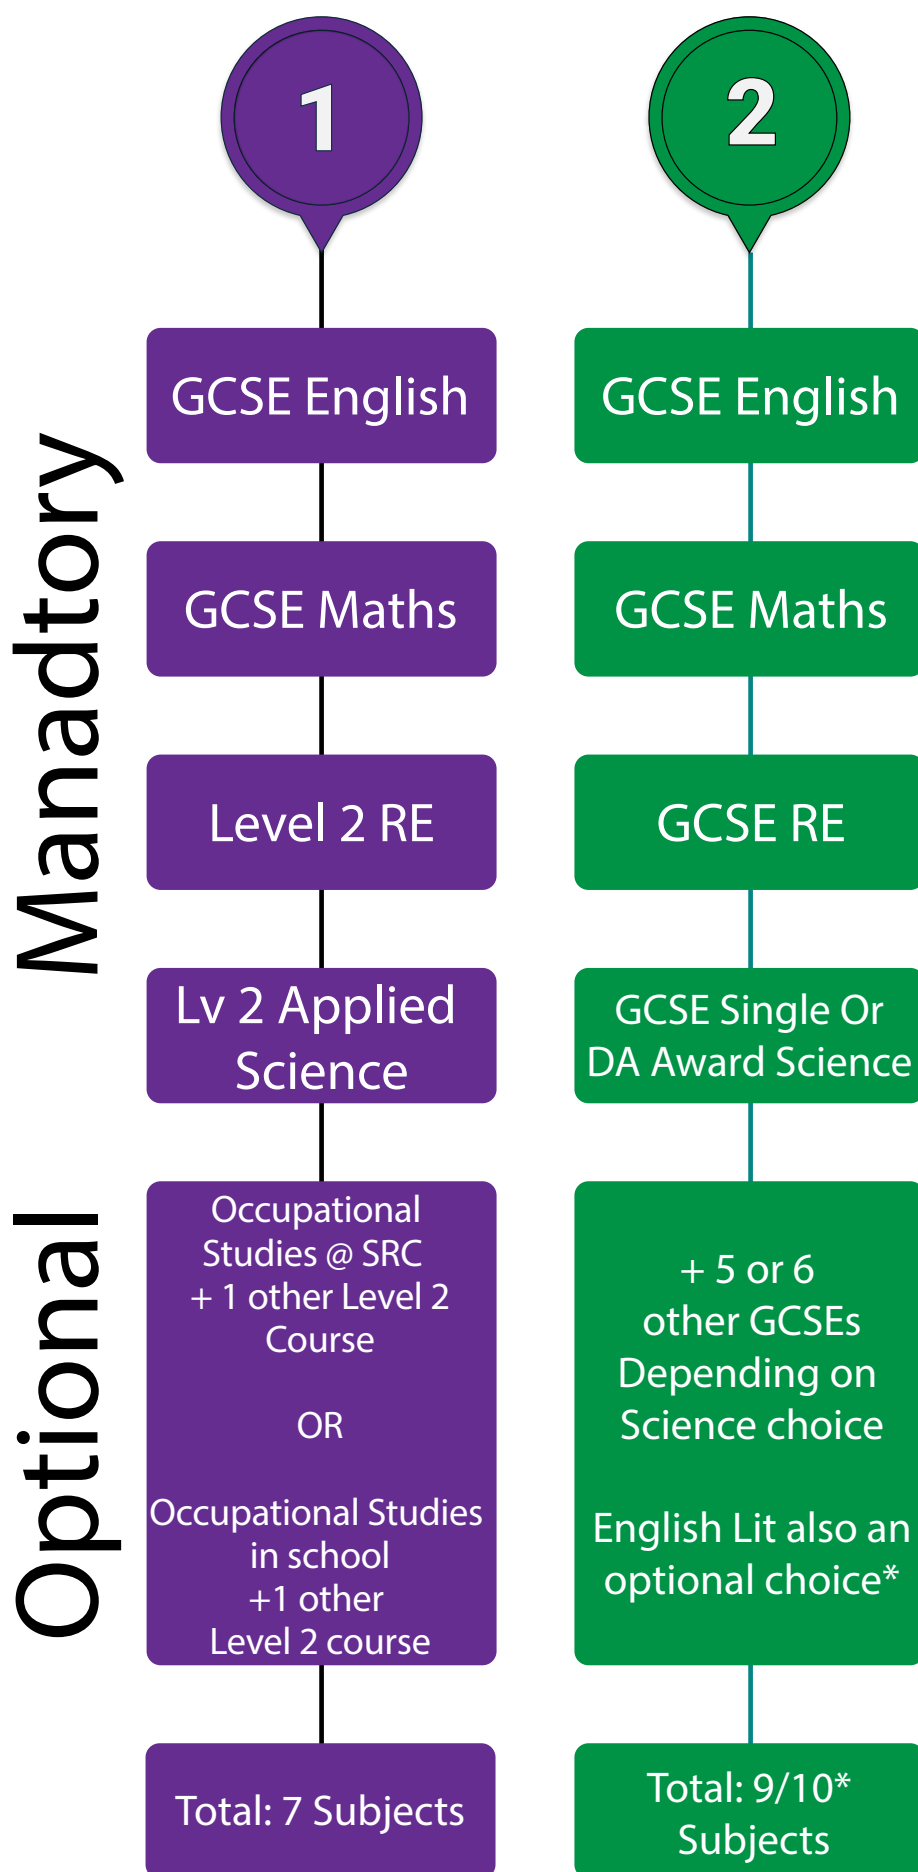 1
2
Manadtory
GCSE English
GCSE Maths
Level 2 RE
Lv 2 Applied
Science
GCSE English
GCSE Maths
GCSE RE
GCSE Single Or
DA Award Science
Optional
Occupational
Studies @ SRC
+ 1 other Level 2
Course
OR
Occupational Studies
in school
+1 other
Level 2 course
+ 5 or 6
other GCSEs
Depending on
Science choice
English Lit also an
optional choice*
Total: 7 Subjects
Total: 9/10*
Subjects